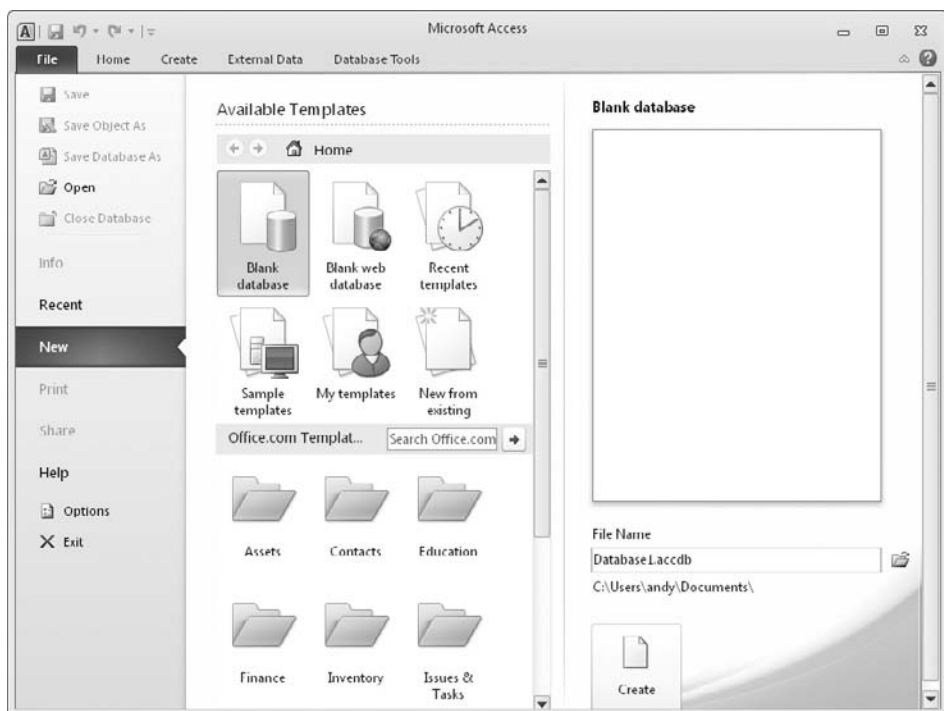 Microsoft Access
File Home Create External Data Database Tools
Save
Save Object As
Save Database As
Open
Close Database
Info
Recent
New
Print
Share
Help
Options
Exit
Available Templates
Home
Blank database
Blank web database
Recent templates
Sample templates
My templates
New from existing
Office.com Templat...
Search Office.com
Assets
Contacts
Education
Finance
Inventory
Issues & Tasks
Blank database
File Name
Database1.accdb
C:\Users\andy\Documents\
Create